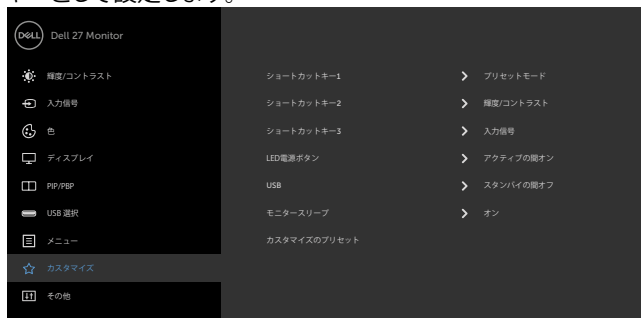 キーとして設定します。
DELL Dell 27 Monitor
輝度/コントラスト
入力信号
色
ディスプレイ
PIP/PBP
USB 選択
メニュー
カスタマイズ
その他
ショートカットキー1 プリセットモード
ショートカットキー2 輝度/コントラスト
ショートカットキー3 入力信号
LED電源ボタン アクティブの間オン
USB スタンバイの間オフ
モニタースリープ オン
カスタマイズのプリセット